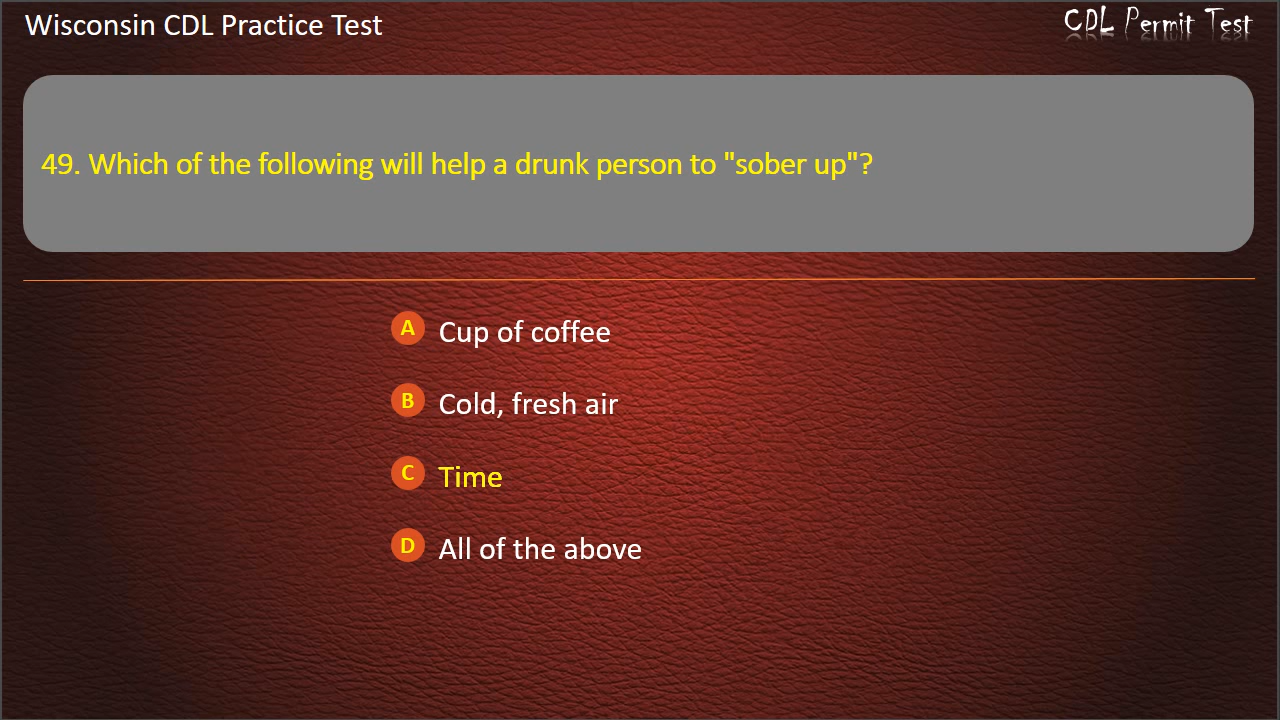 Wisconsin CDL Practice Test
CDL Permit Test
49. Which of the following will help a drunk person to "sober up"?
A Cup of coffee
B Cold, fresh air
C Time
D All of the above